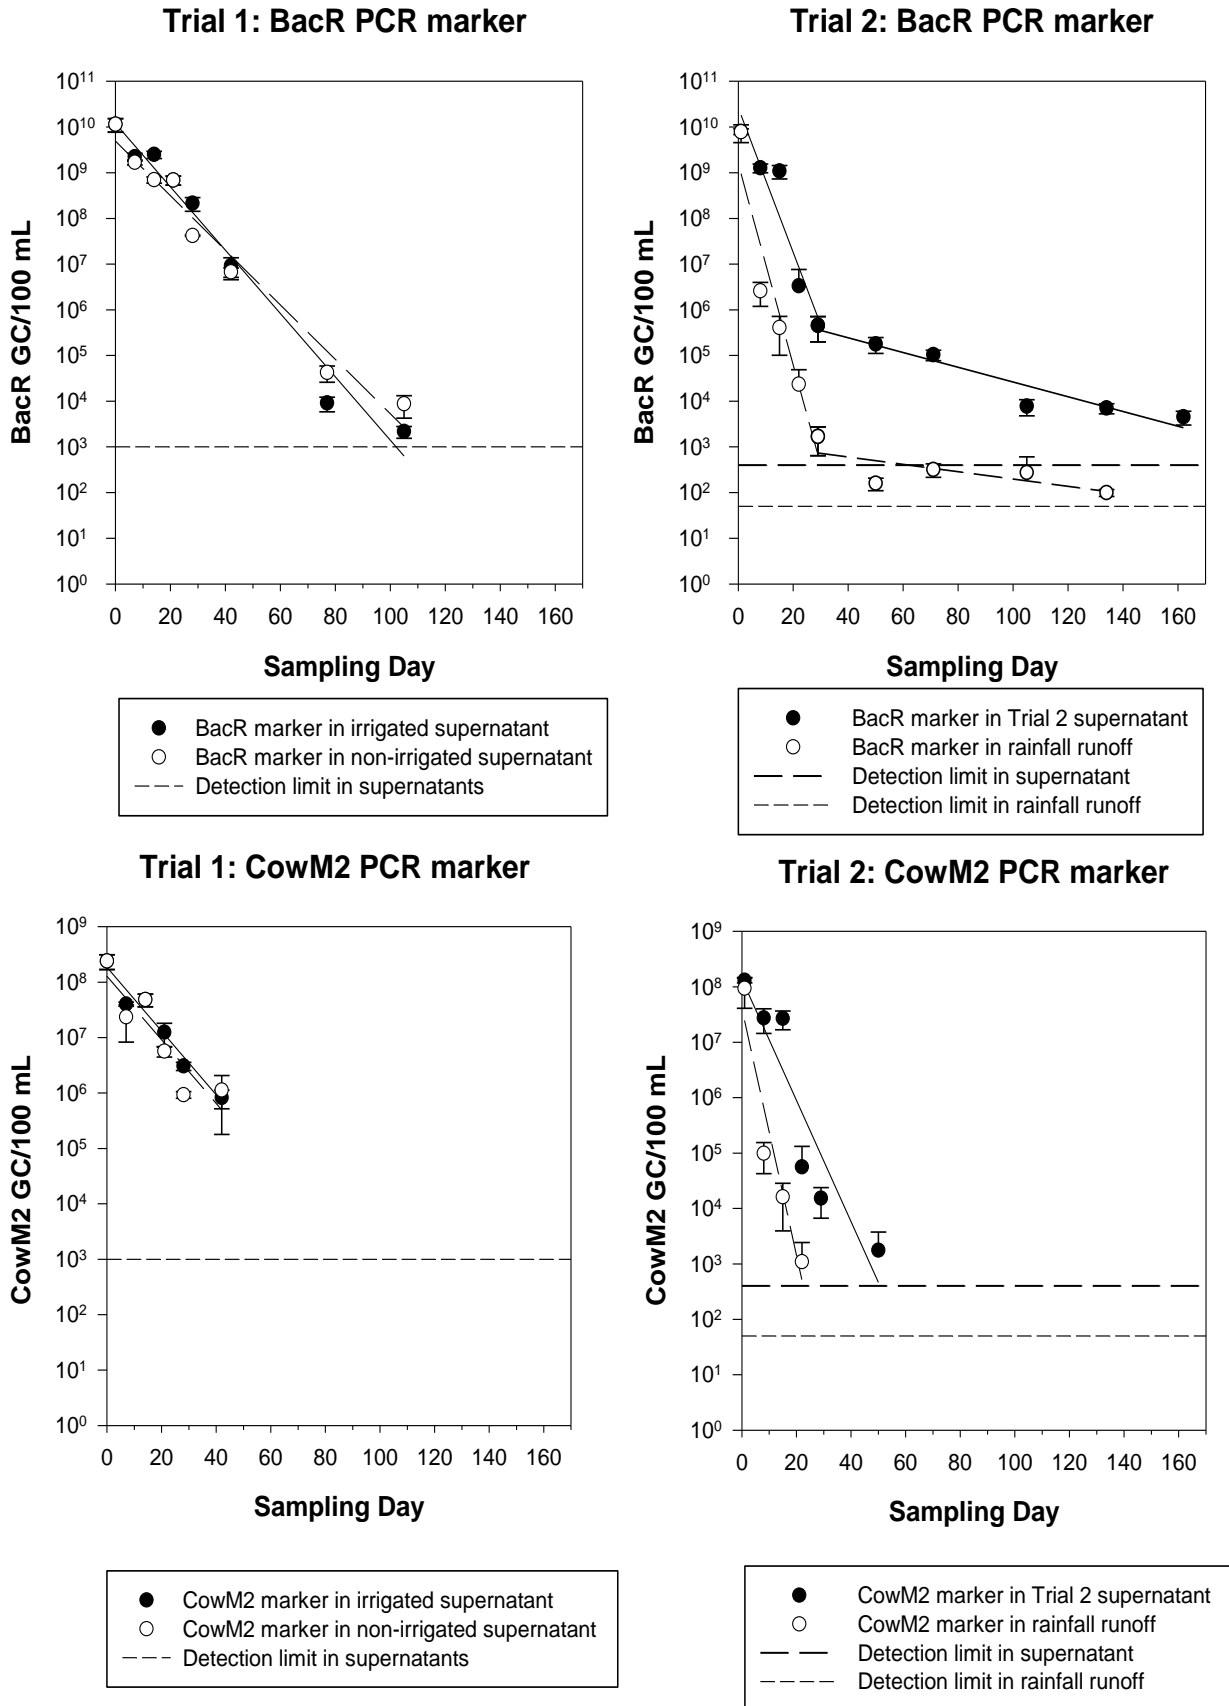 Trial 1: BacR PCR marker
BacR GC/100 mL
10¹¹
10¹⁰
10⁹
10⁸
10⁷
10⁶
10⁵
10⁴
10³
10²
10¹
10⁰
0 20 40 60 80 100 120 140 160
Sampling Day
BacR marker in irrigated supernatant
BacR marker in non-irrigated supernatant
Detection limit in supernatants
Trial 2: BacR PCR marker
BacR GC/100 mL
10¹¹
10¹⁰
10⁹
10⁸
10⁷
10⁶
10⁵
10⁴
10³
10²
10¹
10⁰
0 20 40 60 80 100 120 140 160
Sampling Day
BacR marker in Trial 2 supernatant
BacR marker in rainfall runoff
Detection limit in supernatant
Detection limit in rainfall runoff
Trial 1: CowM2 PCR marker
CowM2 GC/100 mL
10⁹
10⁸
10⁷
10⁶
10⁵
10⁴
10³
10²
10¹
10⁰
0 20 40 60 80 100 120 140 160
Sampling Day
CowM2 marker in irrigated supernatant
CowM2 marker in non-irrigated supernatant
Detection limit in supernatants
Trial 2: CowM2 PCR marker
CowM2 GC/100 mL
10⁹
10⁸
10⁷
10⁶
10⁵
10⁴
10³
10²
10¹
10⁰
0 20 40 60 80 100 120 140 160
Sampling Day
CowM2 marker in Trial 2 supernatant
CowM2 marker in rainfall runoff
Detection limit in supernatant
Detection limit in rainfall runoff